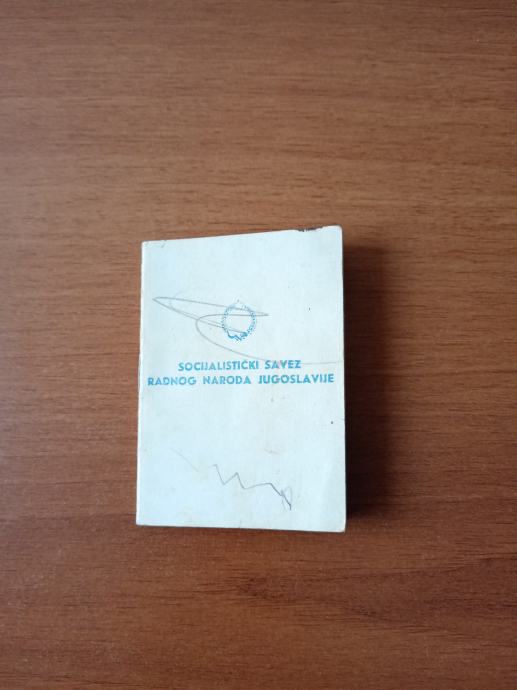 SOCIJALISTIČKI SAVEZ
RADNOG NARODA JUGOSLAVIJE